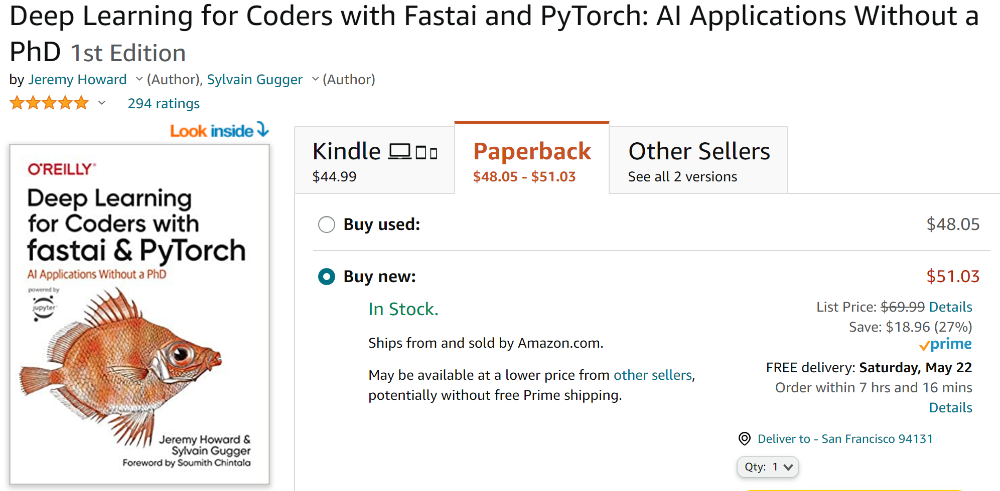 Deep Learning for Coders with Fastai and PyTorch: AI Applications Without a
PhD 1st Edition
by Jeremy Howard (Author), Sylvain Gugger (Author)
294 ratings
Look inside
O'REILLY®
Deep Learning
for Coders with
fastai & PyTorch
AI Applications Without a PhD
powered by
jupyter
Jeremy Howard &
Sylvain Gugger
Foreword by Soumith Chintala
Kindle
$44.99
Paperback
$48.05 - $51.03
Other Sellers
See all 2 versions
Buy used:
$48.05
Buy new:
$51.03
In Stock.
List Price: $69.99 Details
Save: $18.96 (27%)
prime
Ships from and sold by Amazon.com.
FREE delivery: Saturday, May 22
May be available at a lower price from other sellers,
potentially without free Prime shipping.
Order within 7 hrs and 16 mins
Details
Deliver to - San Francisco 94131
Qty: 1